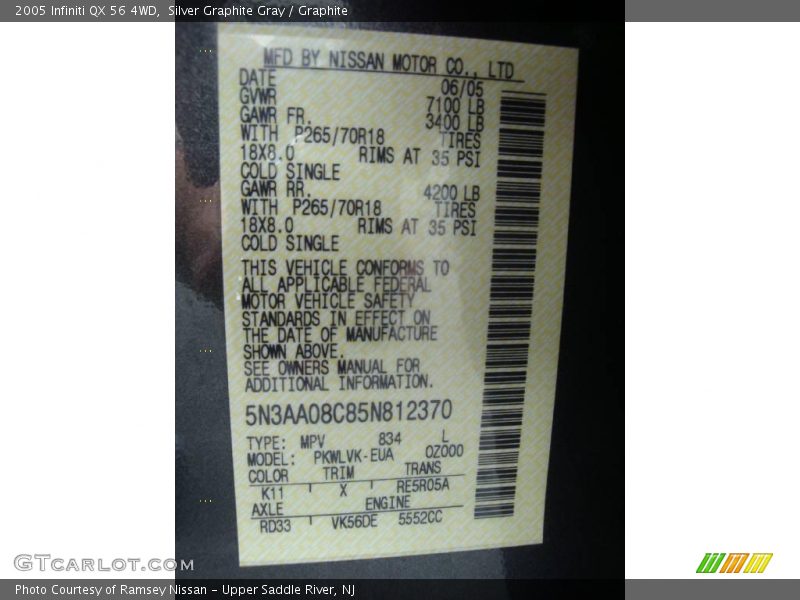 2005 Infiniti QX 56 4WD,  Silver Graphite Gray / Graphite
MFD BY NISSAN MOTOR CO., LTD
DATE 06/05
GVWR 7100 LB
GAWR FR. 3400 LB
WITH P265/70R18 TIRES
18X8.0 RIMS AT 35 PSI
COLD SINGLE
GAWR RR. 4200 LB
WITH P265/70R18 TIRES
18X8.0 RIMS AT 35 PSI
COLD SINGLE
THIS VEHICLE CONFORMS TO
ALL APPLICABLE FEDERAL
MOTOR VEHICLE SAFETY
STANDARDS IN EFFECT ON
THE DATE OF MANUFACTURE
SHOWN ABOVE.
SEE OWNERS MANUAL FOR
ADDITIONAL INFORMATION.
5N3AA08C85N812370
TYPE: MPV 834 L
MODEL: PKWLVK-EUA OZ000
COLOR TRIM TRANS
K11 X RE5R05A
AXLE ENGINE
RD33 VK56DE 5552CC
GTCARLOT.COM
Photo Courtesy of Ramsey Nissan - Upper Saddle River, NJ